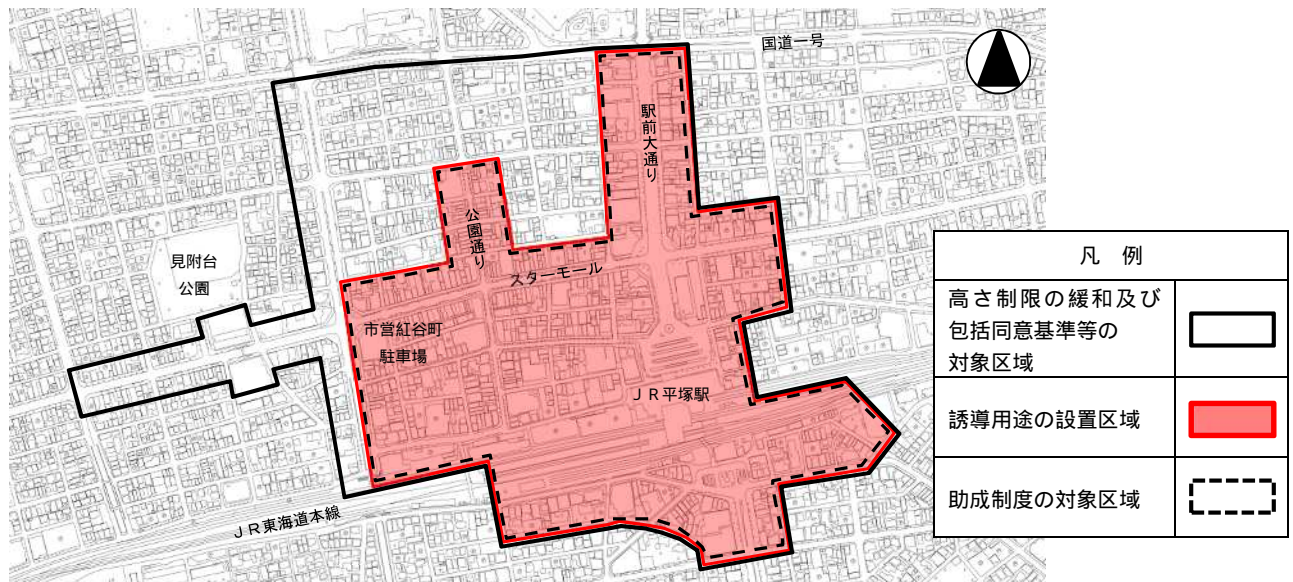 国道一号
駅前大通り
公園通り
スターモール
見附台
公園
市営紅谷町
駐車場
ＪＲ平塚駅
ＪＲ東海道本線
凡 例
高さ制限の緩和及び
包括同意基準等の
対象区域
誘導用途の設置区域
助成制度の対象区域